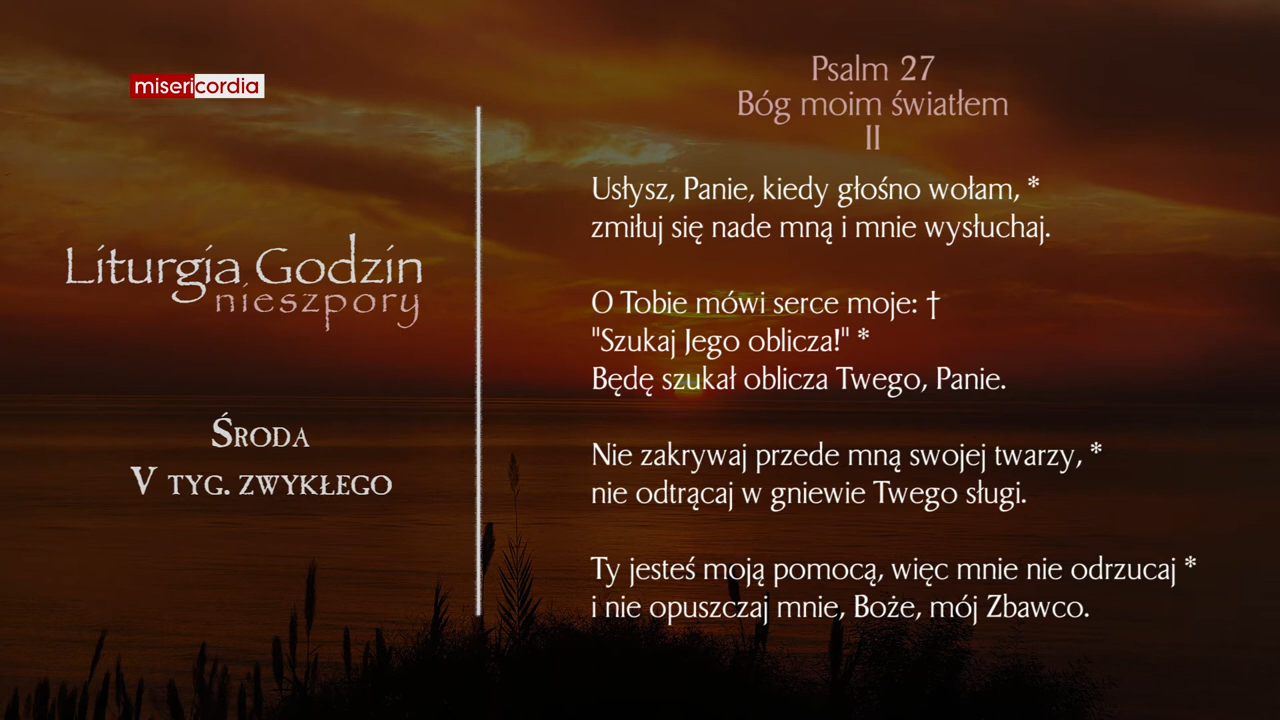 misericordia
Liturgia Godzin
nieszpory
Środa
V tyg. zwykłego
Psalm 27
Bóg moim światłem
II
Usłysz, Panie, kiedy głośno wołam, *
zmiłuj się nade mną i mnie wysłuchaj.
O Tobie mówi serce moje: †
"Szukaj Jego oblicza!" *
Będę szukał oblicza Twego, Panie.
Nie zakrywaj przede mną swojej twarzy, *
nie odtrącaj w gniewie Twego sługi.
Ty jesteś moją pomocą, więc mnie nie odrzucaj *
i nie opuszczaj mnie, Boże, mój Zbawco.